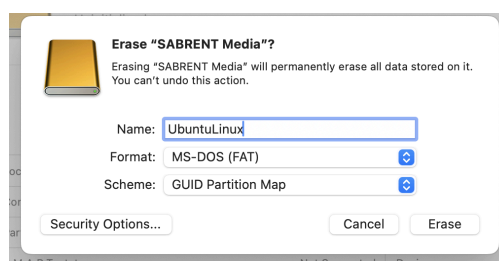 Erase “SABRENT Media”?
Erasing “SABRENT Media” will permanently erase all data stored on it.
You can’t undo this action.
Name: UbuntuLinux
Format: MS-DOS (FAT)
Scheme: GUID Partition Map
Security Options... Cancel Erase